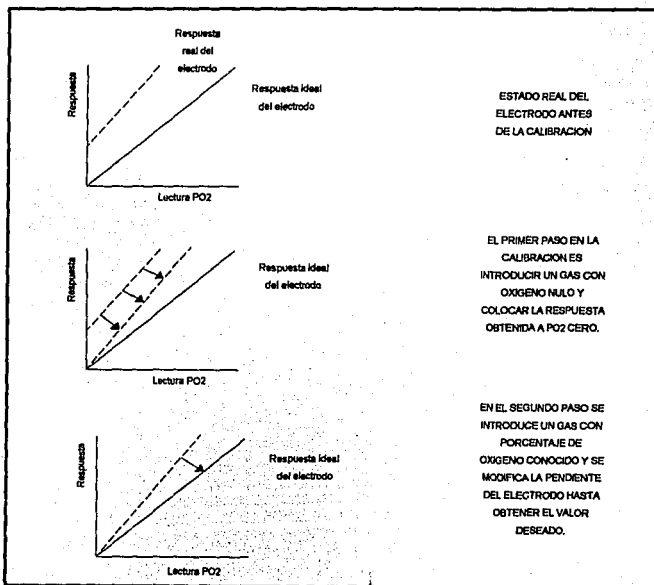 Respuesta
real del
electrodo
Respuesta ideal
del electrodo
Respuesta
Lectura PO2
ESTADO REAL DEL
ELECTRODO ANTES
DE LA CALIBRACION
Respuesta ideal
del electrodo
Respuesta
Lectura PO2
EL PRIMER PASO EN LA
CALIBRACION ES
INTRODUCIR UN GAS CON
OXIGENO NULO Y
COLOCAR LA RESPUESTA
OBTENIDA A PO2 CERO.
Respuesta ideal
del electrodo
Respuesta
Lectura PO2
EN EL SEGUNDO PASO SE
INTRODUCE UN GAS CON
PORCENTAJE DE
OXIGENO CONOCIDO Y SE
MODIFICA LA PENDIENTE
DEL ELECTRODO HASTA
OBTENER EL VALOR
DESEADO.